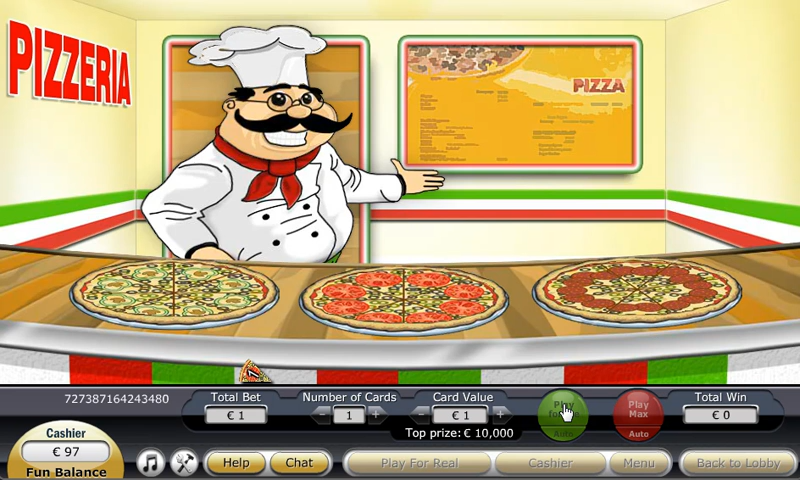 PIZZERIA
PIZZA
727387164243480
Total Bet
€ 1
Number of Cards
- 1 +
Card Value
- € 1 +
Top prize: € 10,000
Play
Auto
Play
Max
Auto
Total Win
€ 0
Cashier
€ 97
Fun Balance
Help
Chat
Play For Real
Cashier
Menu
Back to Lobby